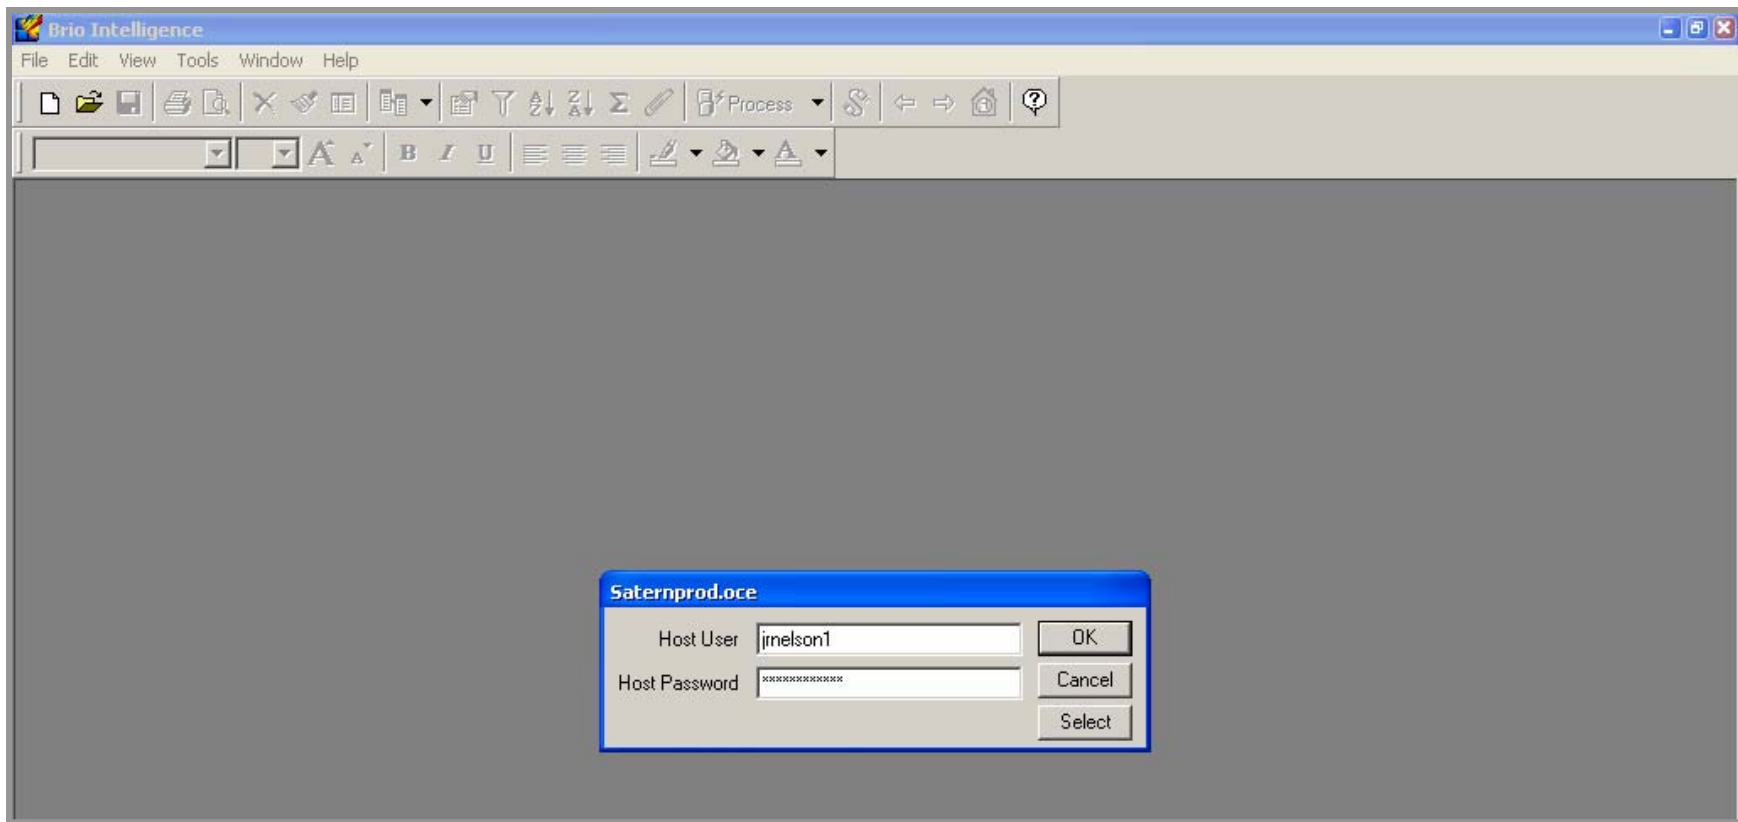 Brio Intelligence
File Edit View Tools Window Help
Process
B I U
Saternprod.oce
Host User jrnelson1 OK
Host Password ************ Cancel
Select